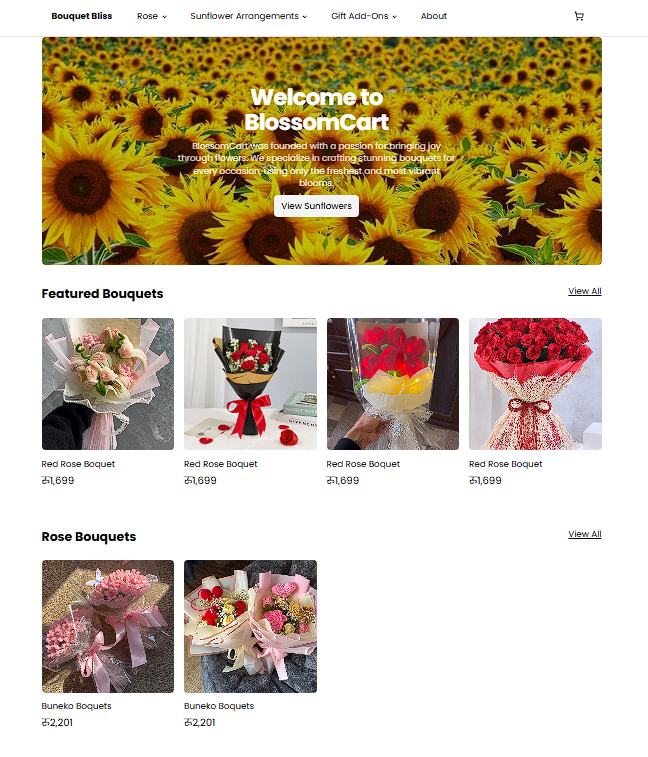 Bouquet Bliss Rose Sunflower Arrangements Gift Add-Ons About
Welcome to
BlossomCart
BlossomCart was founded with a passion for bringing joy
through flowers. We specialize in crafting stunning bouquets for
every occasion, using only the freshest and most vibrant
blooms.
View Sunflowers
Featured Bouquets
View All
Red Rose Boquet
Red Rose Boquet
Red Rose Boquet
Red Rose Boquet
रू1,699
रू1,699
रू1,699
रू1,699
Rose Bouquets
View All
Buneko Boquets
Buneko Boquets
रू2,201
रू2,201